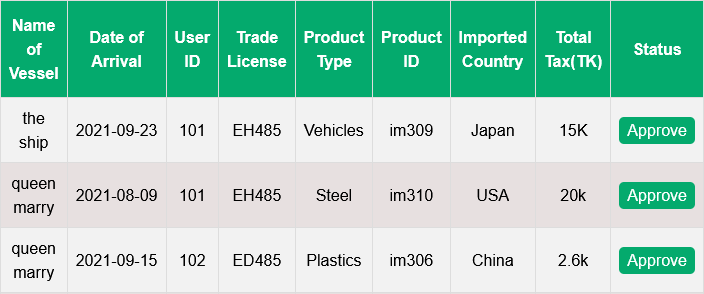 Name of Vessel Date of Arrival User ID Trade License Product Type Product ID Imported Country Total Tax(TK) Status
the ship 2021-09-23 101 EH485 Vehicles im309 Japan 15K Approve
queen marry 2021-08-09 101 EH485 Steel im310 USA 20k Approve
queen marry 2021-09-15 102 ED485 Plastics im306 China 2.6k Approve